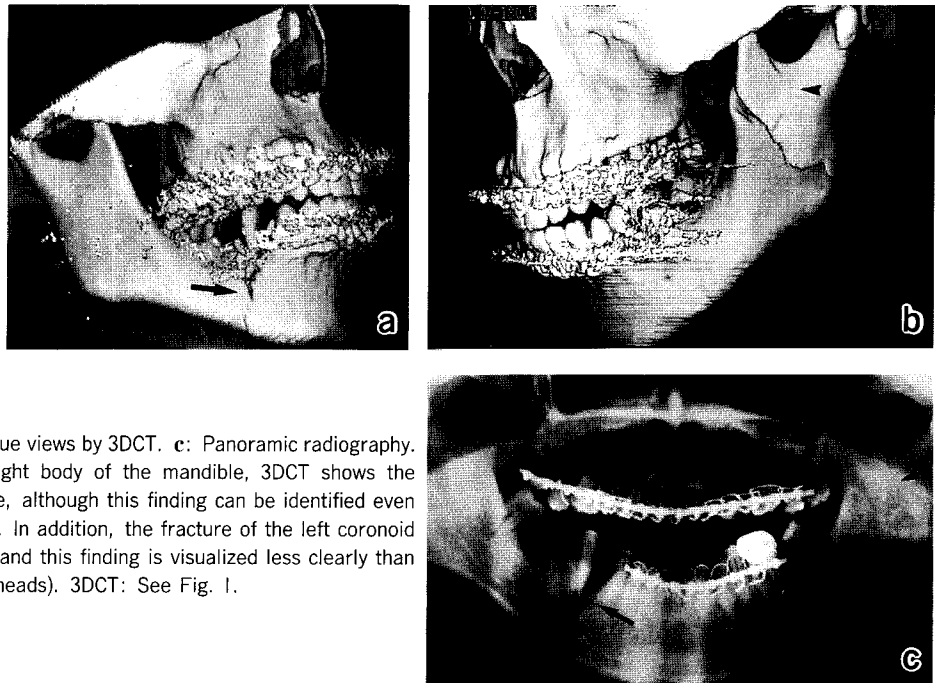 a
b
ue views by 3DCT. c: Panoramic radiography.
ght body of the mandible, 3DCT shows the
e, although this finding can be identified even
. In addition, the fracture of the left coronoid
and this finding is visualized less clearly than
heads). 3DCT: See Fig. 1.
c